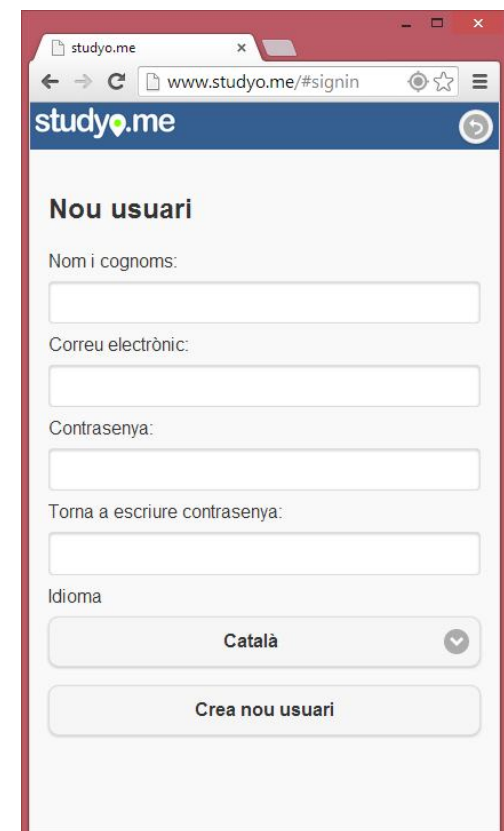 studyo.me
www.studyo.me/#signin
studyo.me
Nou usuari
Nom i cognoms:
Correu electrònic:
Contrasenya:
Torna a escriure contrasenya:
Idioma
Català
Crea nou usuari